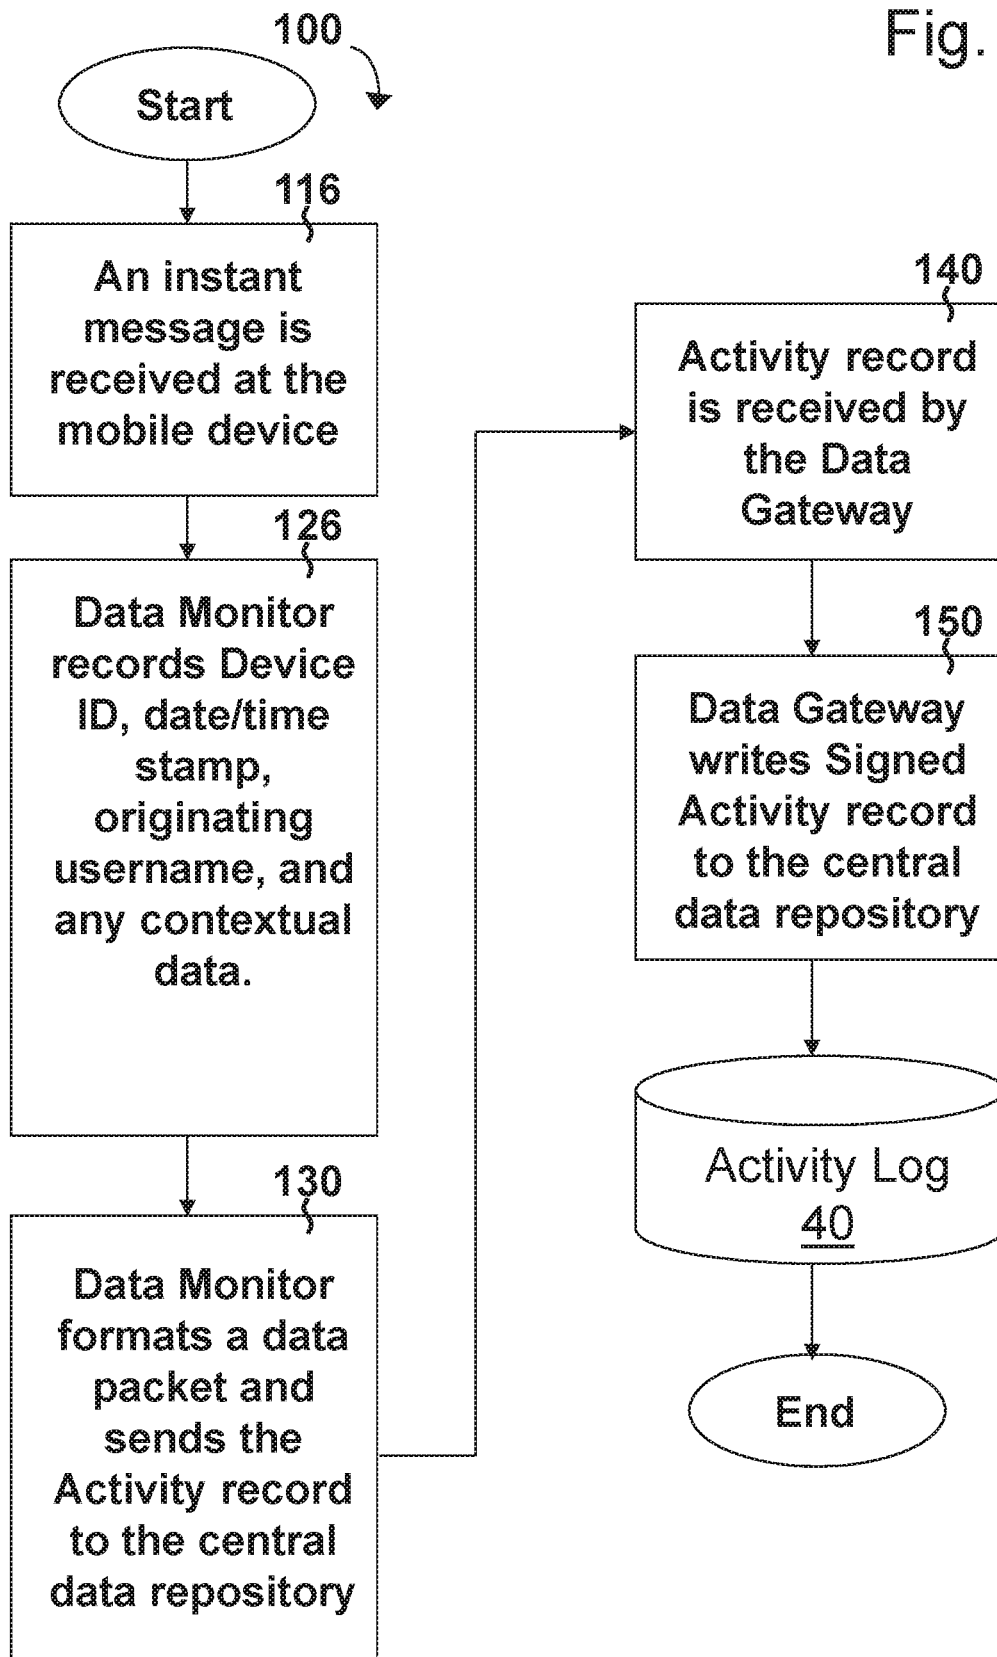 Fig.
100
Start
116
An instant
message is
received at the
mobile device
126
Data Monitor
records Device
ID, date/time
stamp,
originating
username, and
any contextual
data.
130
Data Monitor
formats a data
packet and
sends the
Activity record
to the central
data repository
140
Activity record
is received by
the Data
Gateway
150
Data Gateway
writes Signed
Activity record
to the central
data repository
Activity Log
40
End